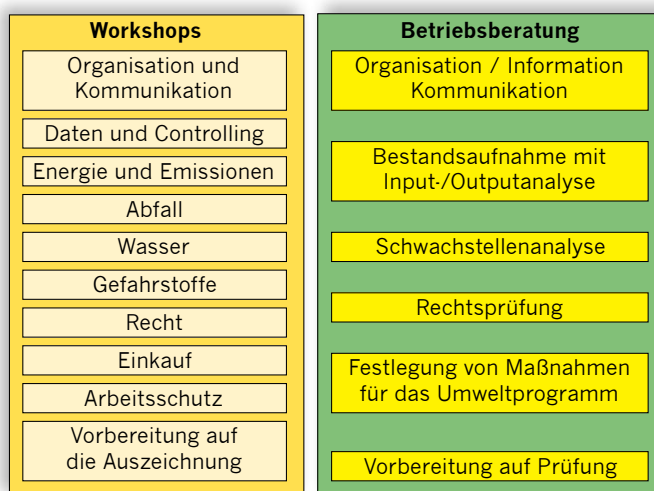 Workshops
Organisation und
Kommunikation
Daten und Controlling
Energie und Emissionen
Abfall
Wasser
Gefahrstoffe
Recht
Einkauf
Arbeitsschutz
Vorbereitung auf
die Auszeichnung
Betriebsberatung
Organisation / Information
Kommunikation
Bestandsaufnahme mit
Input-/Outputanalyse
Schwachstellenanalyse
Rechtsprüfung
Festlegung von Maßnahmen
für das Umweltprogramm
Vorbereitung auf Prüfung